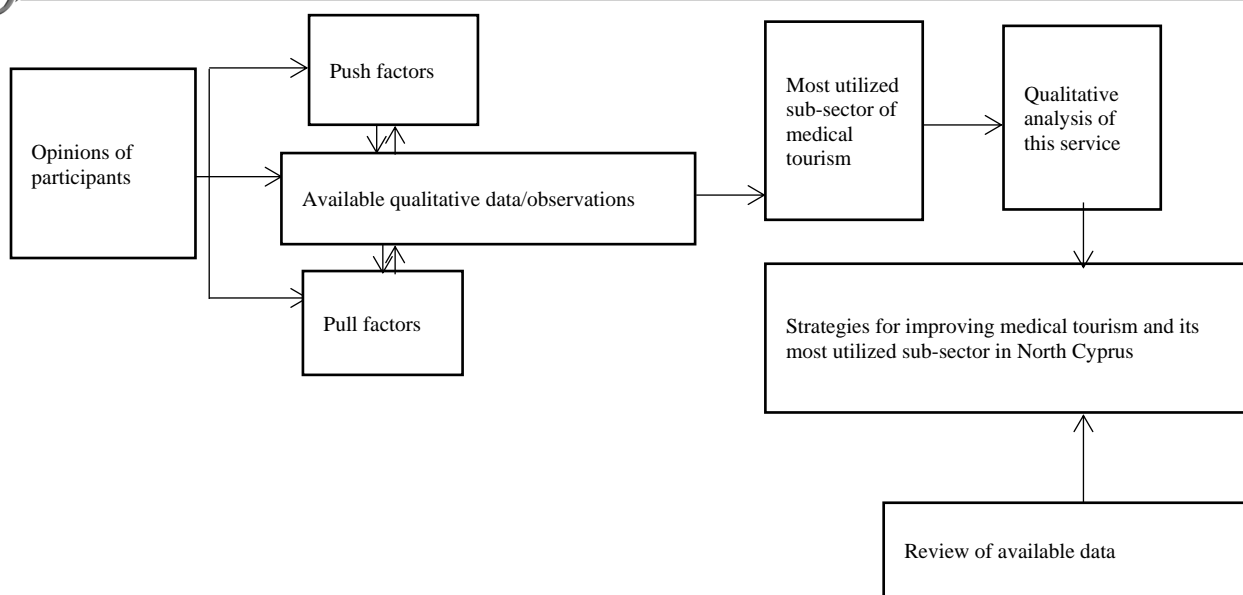 Opinions of
participants
Push factors
Available qualitative data/observations
Pull factors
Most utilized
sub-sector of
medical
tourism
Qualitative
analysis of
this service
Strategies for improving medical tourism and its
most utilized sub-sector in North Cyprus
Review of available data